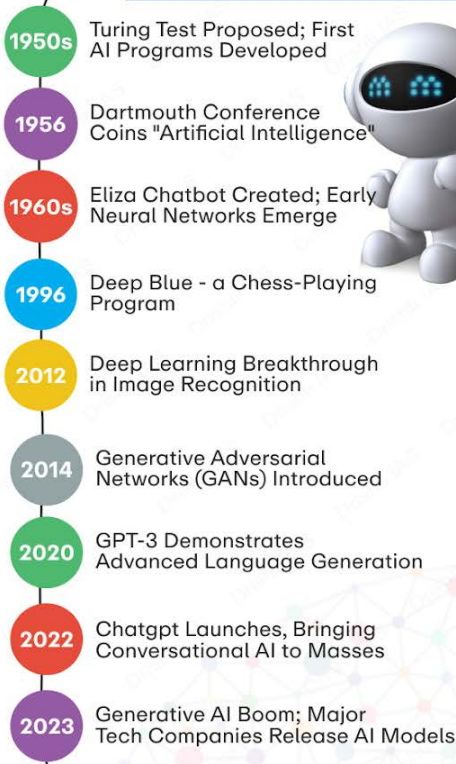 1950s
Turing Test Proposed; First
AI Programs Developed
1956
Dartmouth Conference
Coins "Artificial Intelligence"
1960s
Eliza Chatbot Created; Early
Neural Networks Emerge
1996
Deep Blue - a Chess-Playing
Program
2012
Deep Learning Breakthrough
in Image Recognition
2014
Generative Adversarial
Networks (GANs) Introduced
2020
GPT-3 Demonstrates
Advanced Language Generation
2022
Chatgpt Launches, Bringing
Conversational AI to Masses
2023
Generative AI Boom; Major
Tech Companies Release AI Models